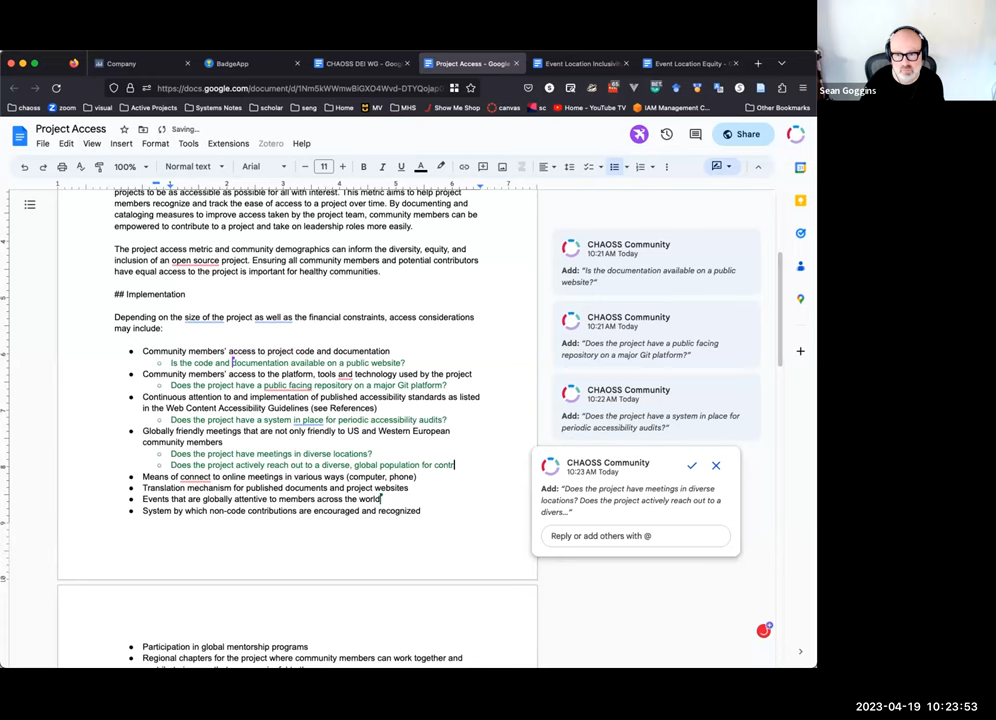 Company
BadgeApp
CHAOSS DEI WG - Goog
Project Access - Google
Event Location Inclusivi
Event Location Equity -
https://docs.google.com/document/d/
chaoss
zoom
visual
Active Projects
Systems Notes
scholar
seng
Home
MV
Show Me Shop
canvas
Home - YouTube TV
IAM Management C...
Other Bookmarks
Sean Goggins
Project Access
Saving...
File Edit View Insert Format Tools Extensions Zotero Help
Share
100%
Normal text
Arial
11
B I U A
1 1 2 3 4 5 6 7
projects to be as accessible as possible for all with interest. This metric aims to help project
members recognize and track the ease of access to a project over time. By documenting and
cataloging measures to improve access taken by the project team, community members can be
empowered to contribute to a project and take on leadership roles more easily.
The project access metric and community demographics can inform the diversity, equity, and
inclusion of an open source project. Ensuring all community members and potential contributors
have equal access to the project is important for healthy communities.
## Implementation
Depending on the size of the project as well as the financial constraints, access considerations
may include:
Community members' access to project code and documentation
Is the code and documentation available on a public website?
Community members' access to the platform, tools and technology used by the project
Does the project have a public facing repository on a major Git platform?
Continuous attention to and implementation of published accessibility standards as listed
in the Web Content Accessibility Guidelines (see References)
Does the project have a system in place for periodic accessibility audits?
Globally friendly meetings that are not only friendly to US and Western European
community members
Does the project have meetings in diverse locations?
Does the project actively reach out to a diverse, global population for contr
Means of connect to online meetings in various ways (computer, phone)
Translation mechanism for published documents and project websites
Events that are globally attentive to members across the world
System by which non-code contributions are encouraged and recognized
Participation in global mentorship programs
Regional chapters for the project where community members can work together and
CHAOSS Community
10:21 AM Today
Add: "Is the documentation available on a public
website?"
CHAOSS Community
10:21 AM Today
Add: "Does the project have a public facing
repository on a major Git platform?"
CHAOSS Community
10:22 AM Today
Add: "Does the project have a system in place for
periodic accessibility audits?"
CHAOSS Community
10:23 AM Today
Add: "Does the project have meetings in diverse
locations? Does the project actively reach out to a
divers..."
Reply or add others with @
2023-04-19 10:23:53